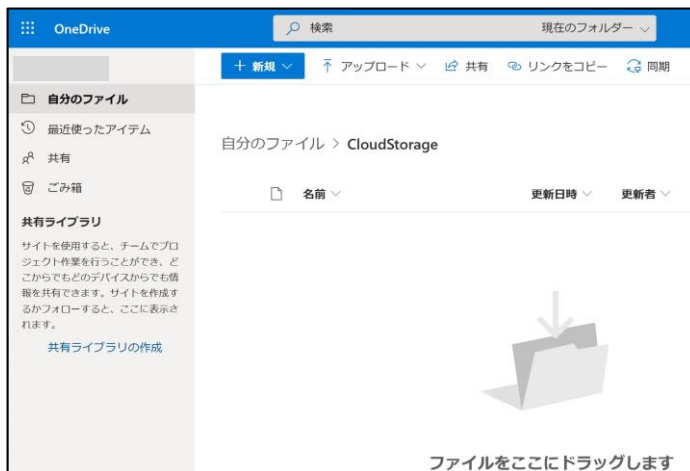 OneDrive
検索
現在のフォルダー
新規
アップロード
共有
リンクをコピー
同期
自分のファイル
最近使ったアイテム
共有
ごみ箱
共有ライブラリ
サイトを使用すると、チームでプロ
ジェクト作業を行うことができ、ど
こからでもどのデバイスからでも情
報を共有できます。サイトを作成す
るかフォローすると、ここに表示さ
れます。
共有ライブラリの作成
自分のファイル > CloudStorage
名前
更新日時
更新者
ファイルをここにドラッグします